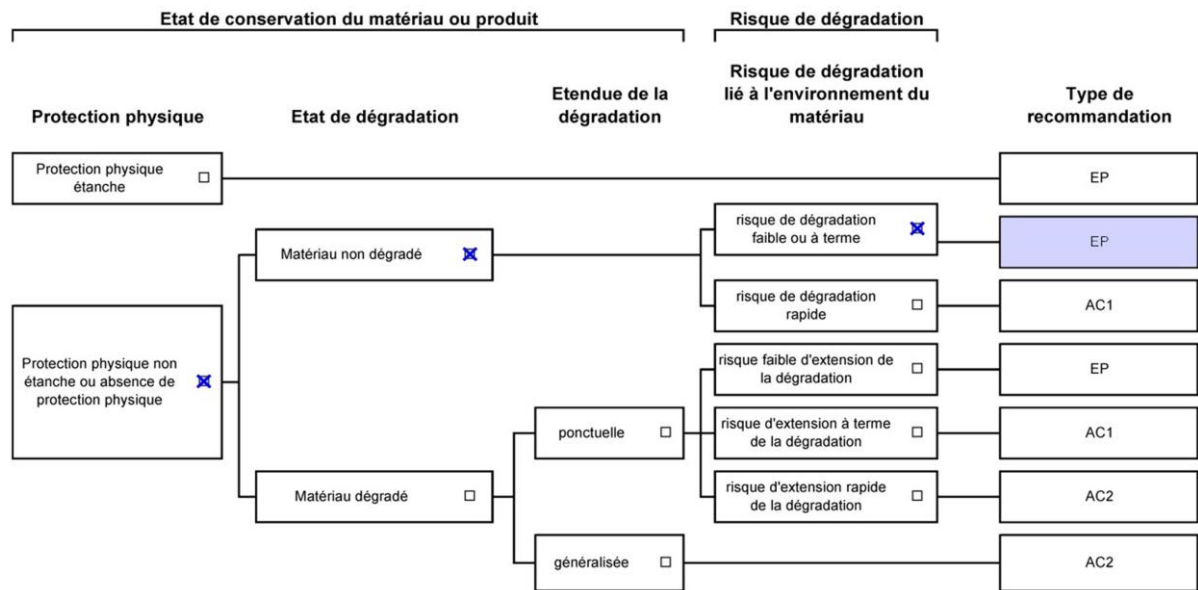 Etat de conservation du matériau ou produit
Risque de dégradation
Protection physique
Etat de dégradation
Etendue de la
dégradation
Risque de dégradation
lié à l'environnement du
matériau
Type de
recommandation
Protection physique
étanche
EP
risque de dégradation
faible ou à terme
EP
Matériau non dégradé
risque de dégradation
rapide
AC1
Protection physique non
étanche ou absence de
protection physique
risque faible d'extension de
la dégradation
EP
ponctuelle
risque d'extension à terme
de la dégradation
AC1
Matériau dégradé
risque d'extension rapide
de la dégradation
AC2
généralisée
AC2